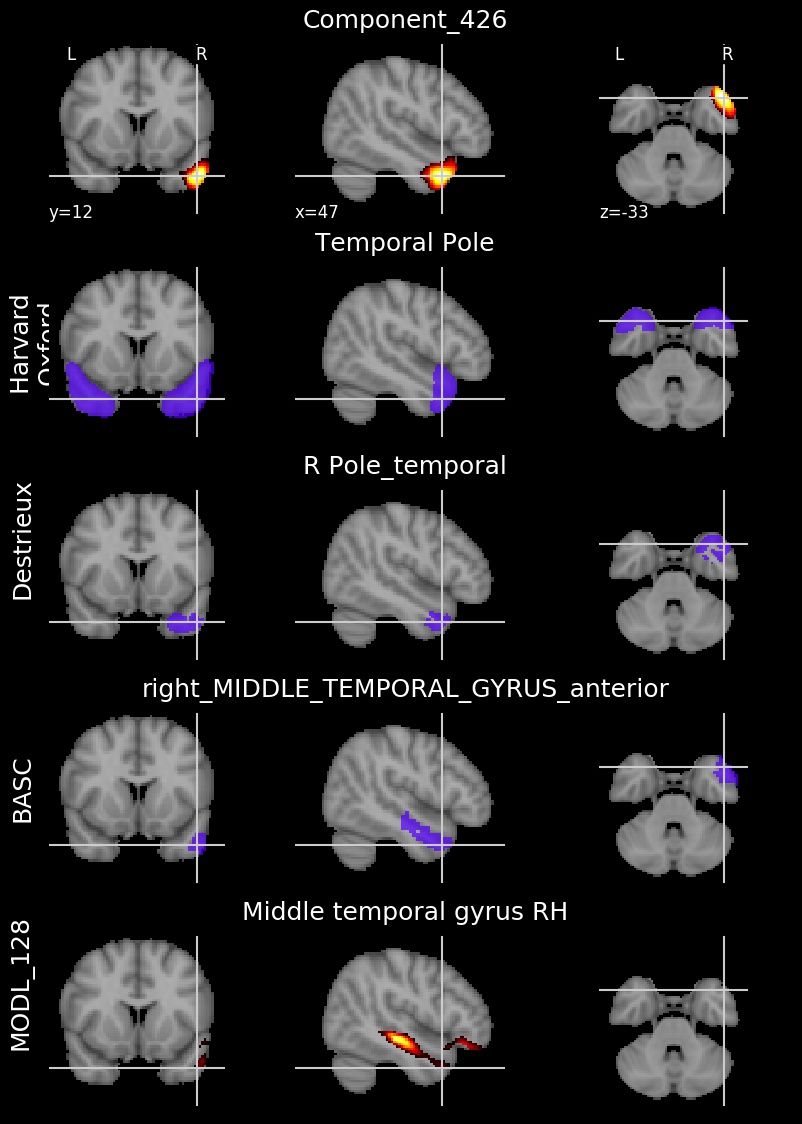 Component_426
L R L R
y=12 x=47 z=-33
Temporal Pole
Harvard
Oxford
R Pole_temporal
Destrieux
right_MIDDLE_TEMPORAL_GYRUS_anterior
BASC
Middle temporal gyrus RH
MODL_128